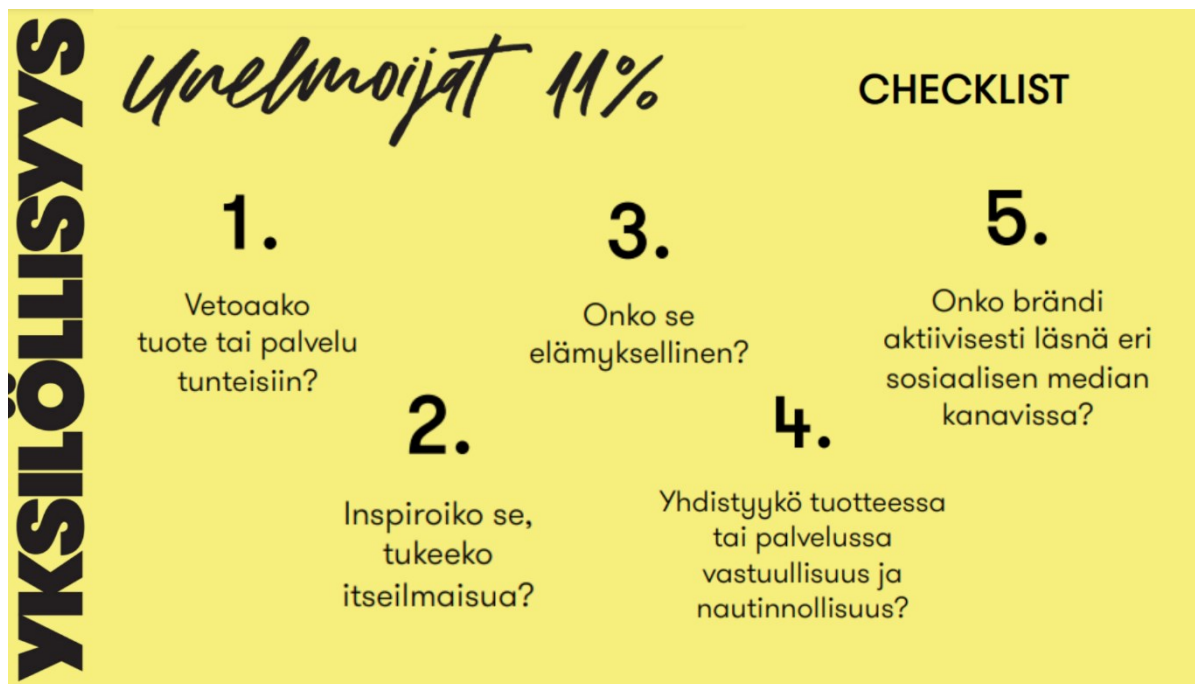 YKSILÖLLISYYS
Unelmoijat 11%
CHECKLIST
1.
Vetoaako
tuote tai palvelu
tunteisiin?
2.
Inspiroiko se,
tukeeko
itseilmaisua?
3.
Onko se
elämyksellinen?
4.
Yhdistyykö tuotteessa
tai palvelussa
vastuullisuus ja
nautinnollisuus?
5.
Onko brändi
aktiivisesti läsnä eri
sosiaalisen median
kanavissa?